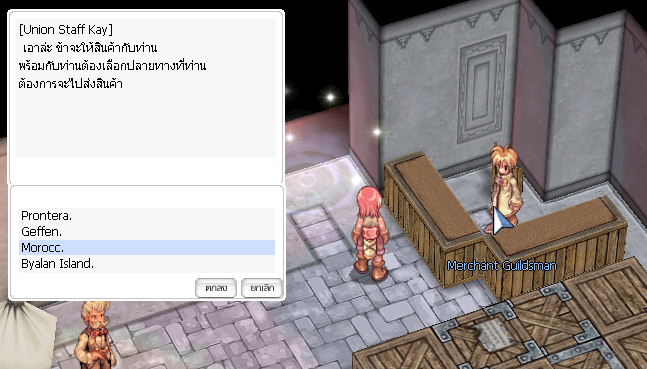 [Union Staff Kay]
เอาล่ะ ข้าจะให้สินค้ากับท่าน
พร้อมกับท่านต้องเลือกปลายทางที่ท่าน
ต้องการจะไปส่งสินค้า
Prontera.
Geffen.
Morocc.
Byalan Island.
ตกลง ยกเลิก
Merchant Guildsman